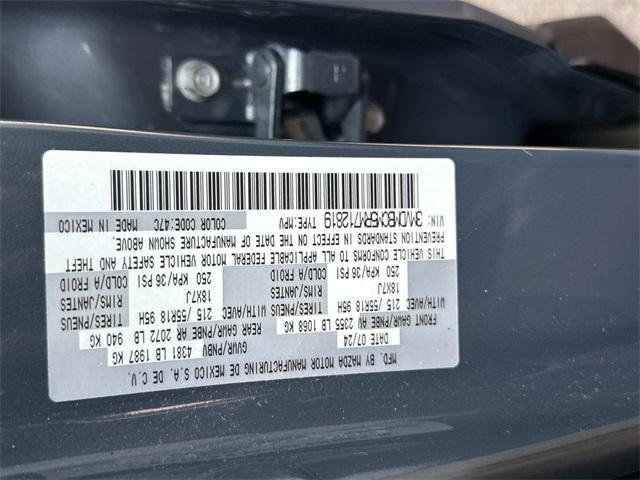 MFD. BY MAZDA MOTOR MANUFACTURING DE MEXICO S.A. DE C.V.
DATE 07/24 GVWR/PNBV 4381 LB 1987 KG
FRONT GAWR/PNBE AV 2355 LB 1068 KG REAR GAWR/PNBE AR 2072 LB 940 KG
WITH/AVEC 215 /55R18 95H TIRES/PNEUS WITH/AVEC 215 /55R18 95H TIRES/PNEUS
18X7J RIMS/JANTES 18X7J RIMS/JANTES
250 KPA/36 PSI COLD/A FROID 250 KPA/36 PSI COLD/A FROID
THIS VEHICLE CONFORMS TO ALL APPLICABLE FEDERAL MOTOR VEHICLE SAFETY AND THEFT
PREVENTION STANDARDS IN EFFECT ON THE DATE OF MANUFACTURE SHOWN ABOVE.
VIN: 3MVDMBCM5RM712819 TYPE:MPV COLOR CODE:47C MADE IN MEXICO